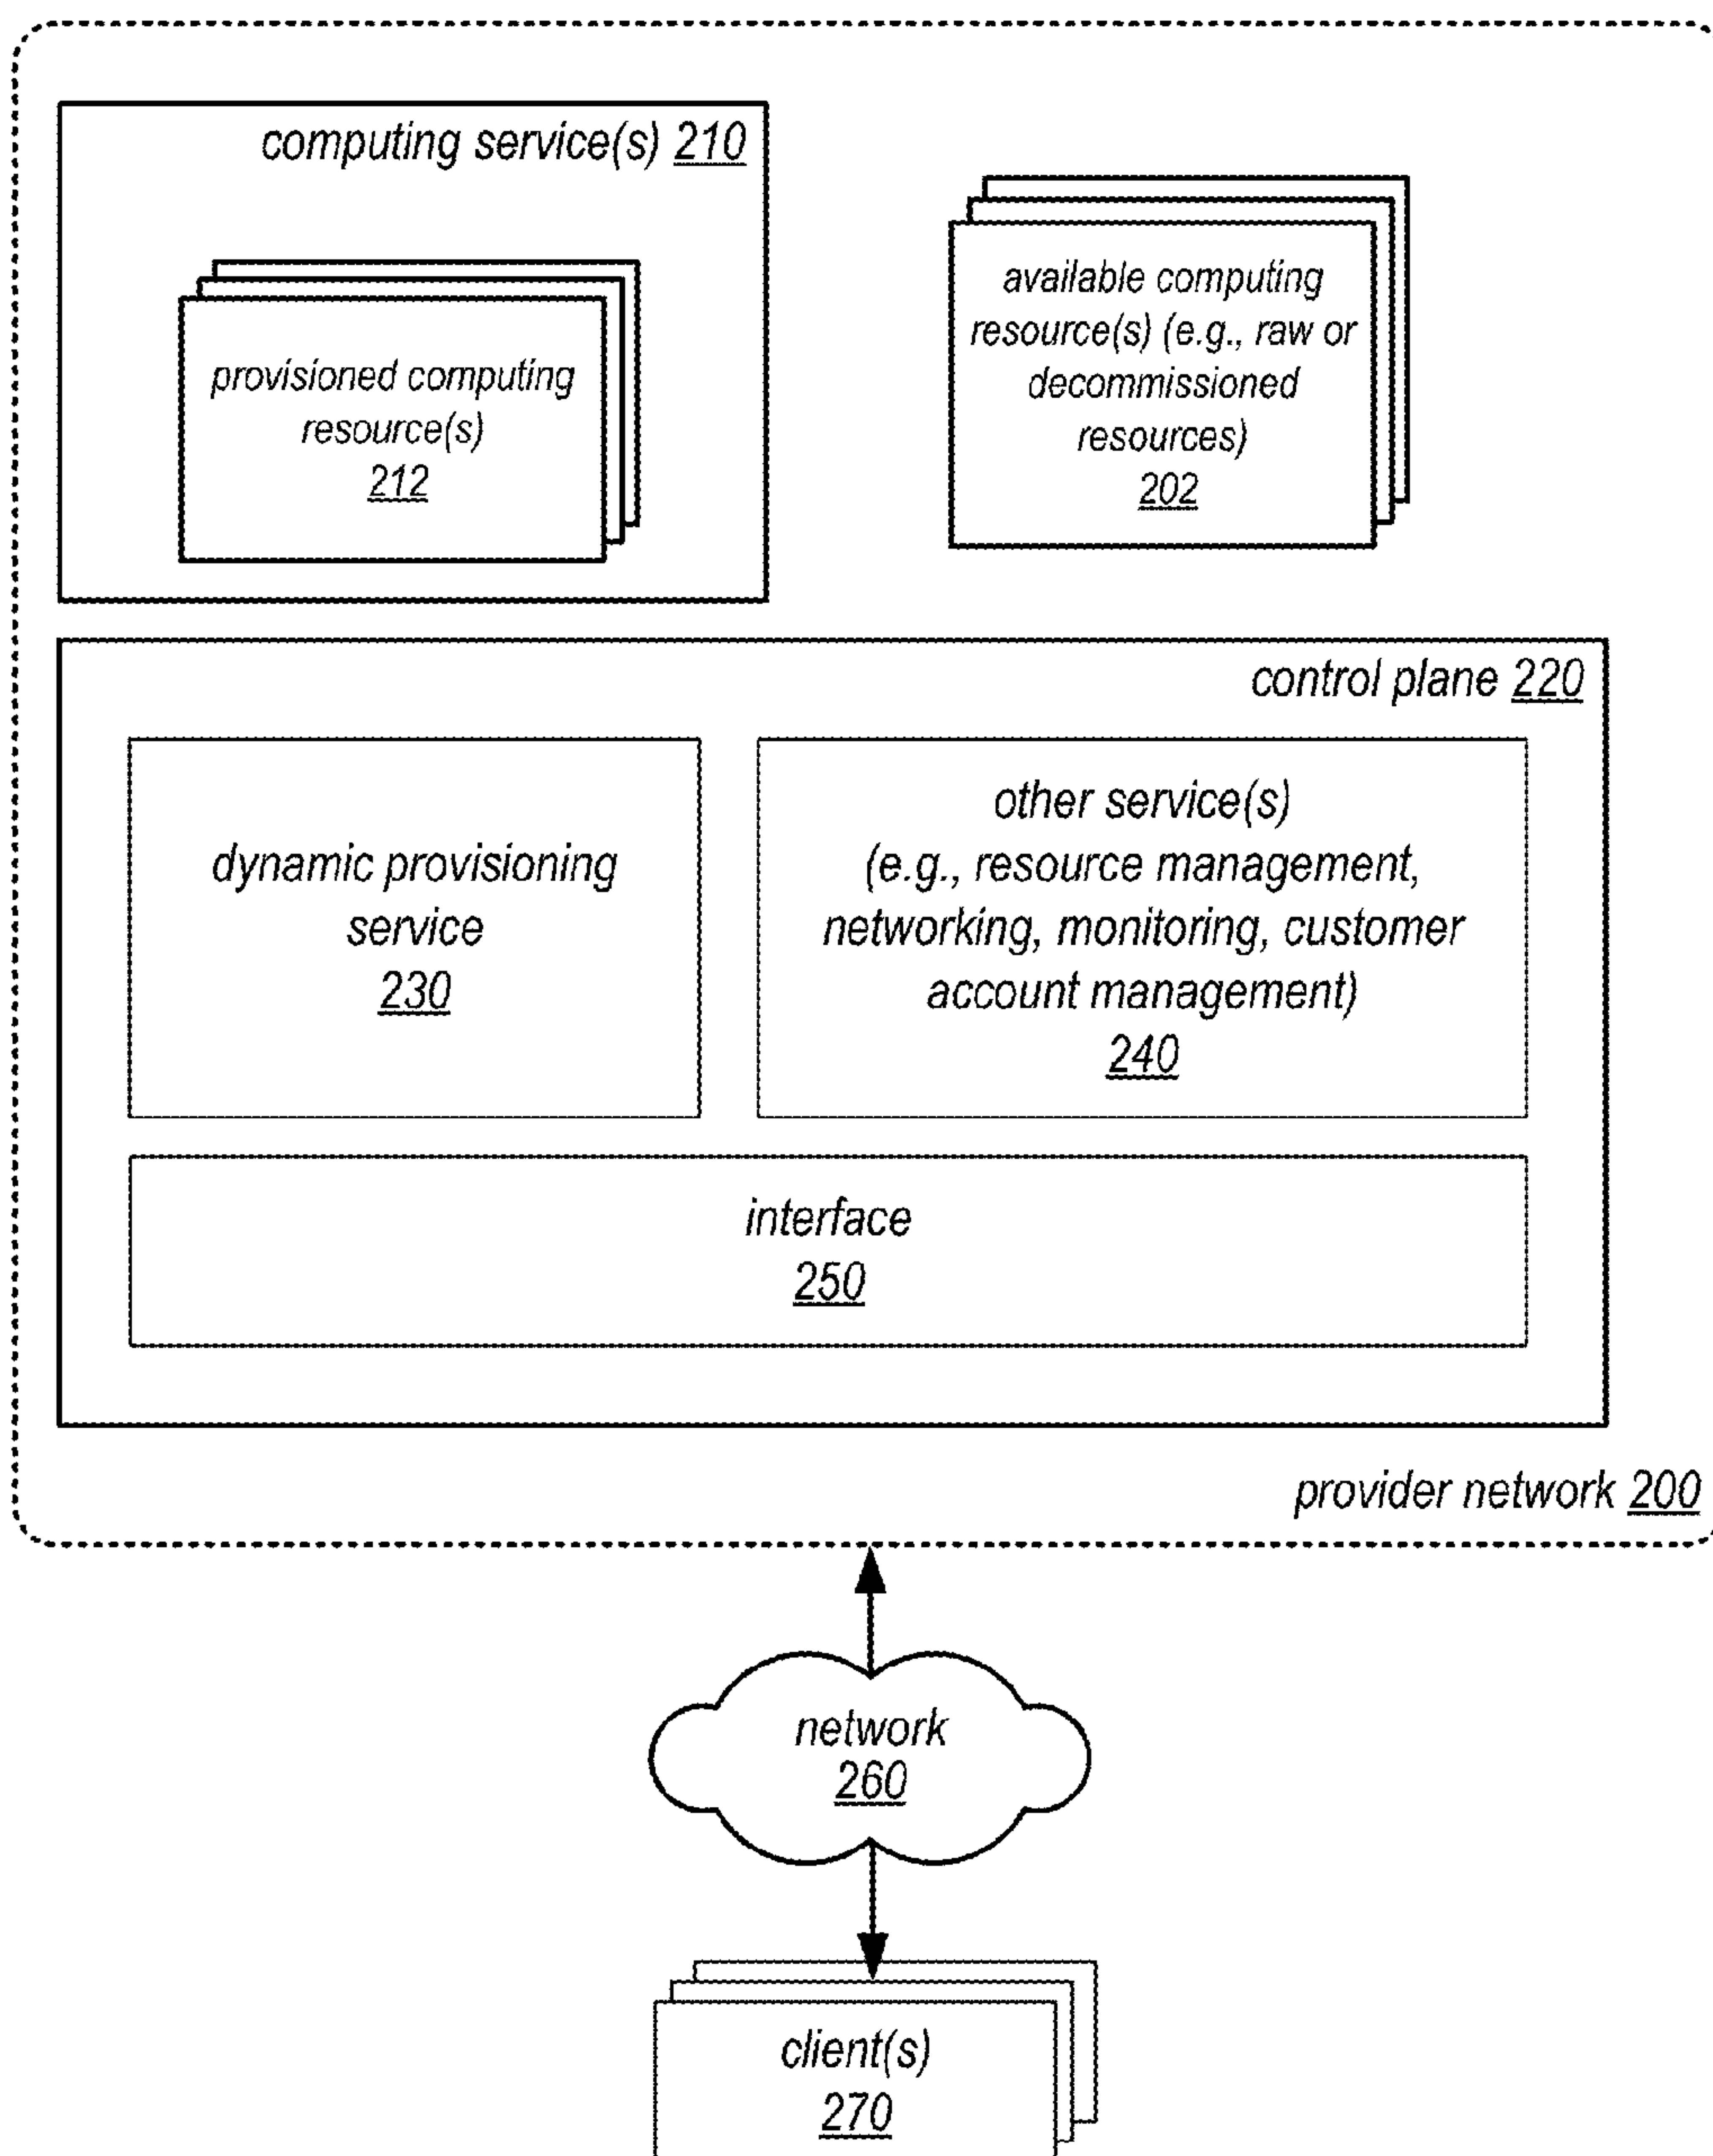 computing service(s) 210
provisioned computing
resource(s)
212
available computing
resource(s) (e.g., raw or
decommissioned
resources)
202
control plane 220
dynamic provisioning
service
230
other service(s)
(e.g., resource management,
networking, monitoring, customer
account management)
240
interface
250
provider network 200
network
260
client(s)
270